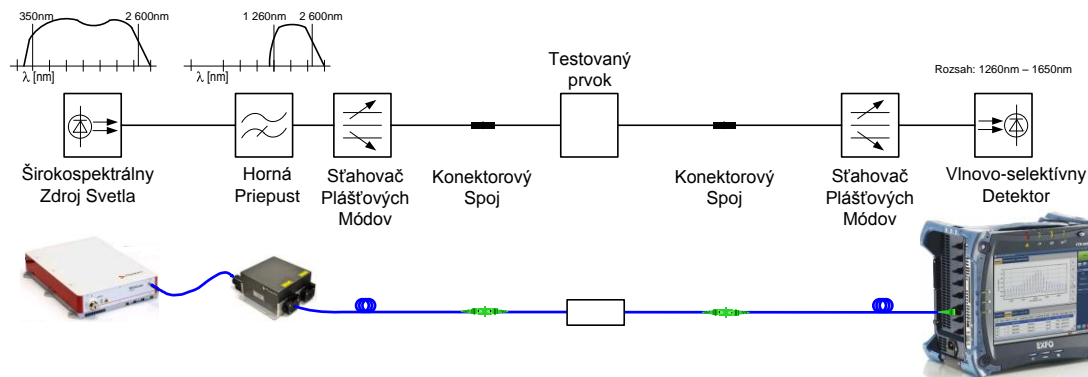 350nm
2 600nm
λ [nm]
1 260nm
2 600nm
λ [nm]
Testovaný
prvok
Rozsah: 1260nm – 1650nm
Širokospektrálny
Zdroj Svetla
Horná
Priepust
Sťahovač
Plášťových
Módov
Konektorový
Spoj
Konektorový
Spoj
Sťahovač
Plášťových
Módov
Vlnovo-selektívny
Detektor
EXFO